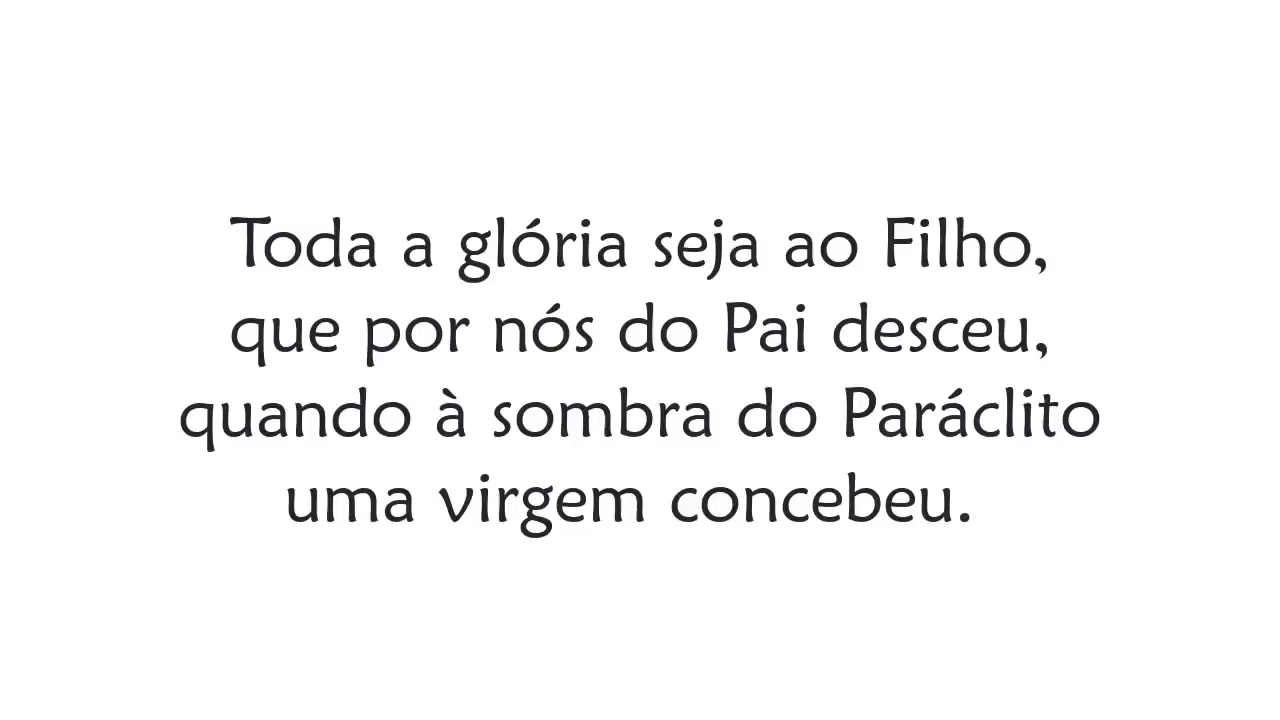 Toda a glória seja ao Filho,
que por nós do Pai desceu,
quando à sombra do Paráclito
uma virgem concebeu.